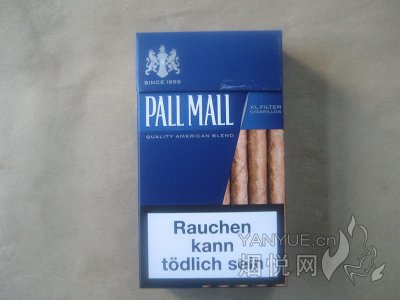 SINCE 1899
PALL MALL
XL FILTER
CIGARILLOS
QUALITY AMERICAN BLEND
Rauchen
kann
tödlich sein
YANYUE.cn
烟悦网